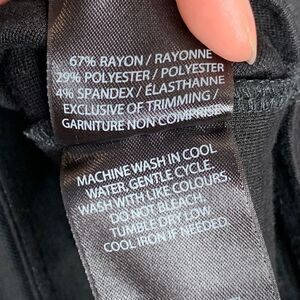 67% RAYON / RAYONNE
29% POLYESTER / POLYESTER
4% SPANDEX / ÉLASTHANNE
EXCLUSIVE OF TRIMMING /
GARNITURE NON COMPRISE
MACHINE WASH IN COOL
WATER, GENTLE CYCLE.
WASH WITH LIKE COLOURS.
DO NOT BLEACH.
TUMBLE DRY LOW
COOL IRON IF NEEDED